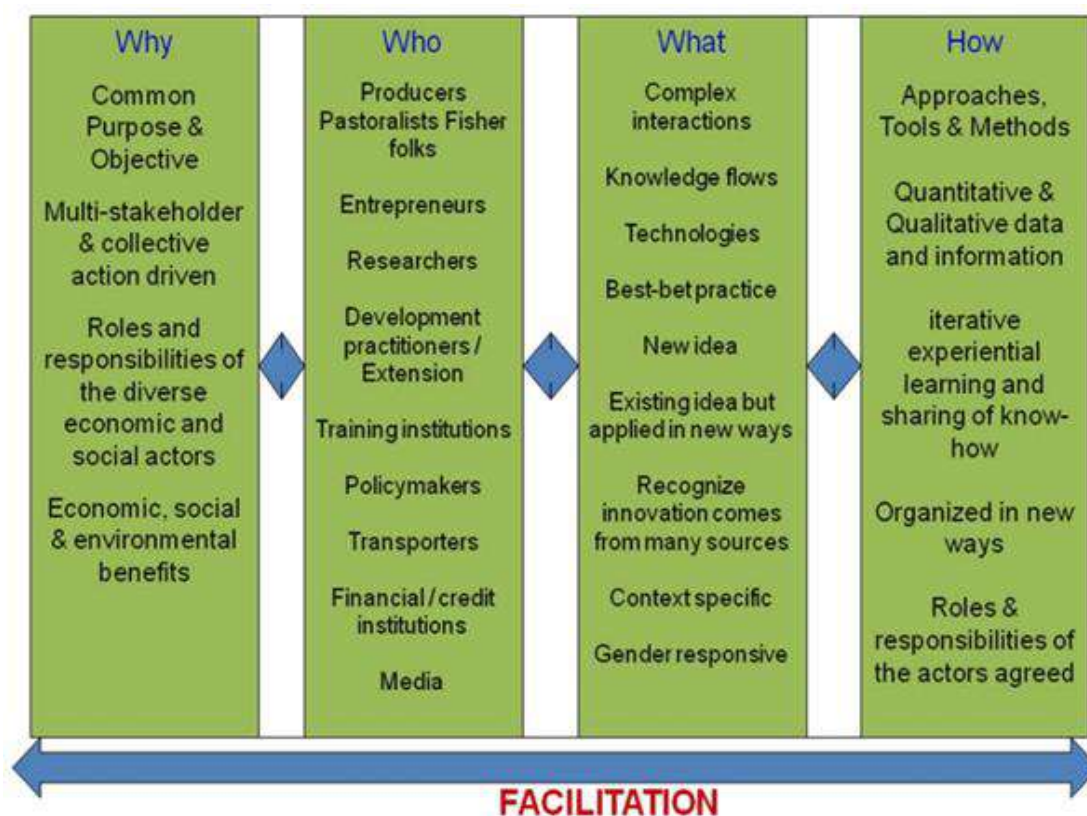 Why
Common
Purpose &
Objective
Multi-stakeholder
& collective
action driven
Roles and
responsibilities of
the diverse
economic and
social actors
Economic, social
& environmental
benefits
Who
Producers
Pastoralists Fisher
folks
Entrepreneurs
Researchers
Development
practitioners /
Extension
Training institutions
Policymakers
Transporters
Financial / credit
institutions
Media
What
Complex
interactions
Knowledge flows
Technologies
Best-bet practice
New idea
Existing idea but
applied in new ways
Recognize
innovation comes
from many sources
Context specific
Gender responsive
How
Approaches,
Tools & Methods
Quantitative &
Qualitative data
and information
iterative
experiential
learning and
sharing of know-
how
Organized in new
ways
Roles &
responsibilities of
the actors agreed
FACILITATION